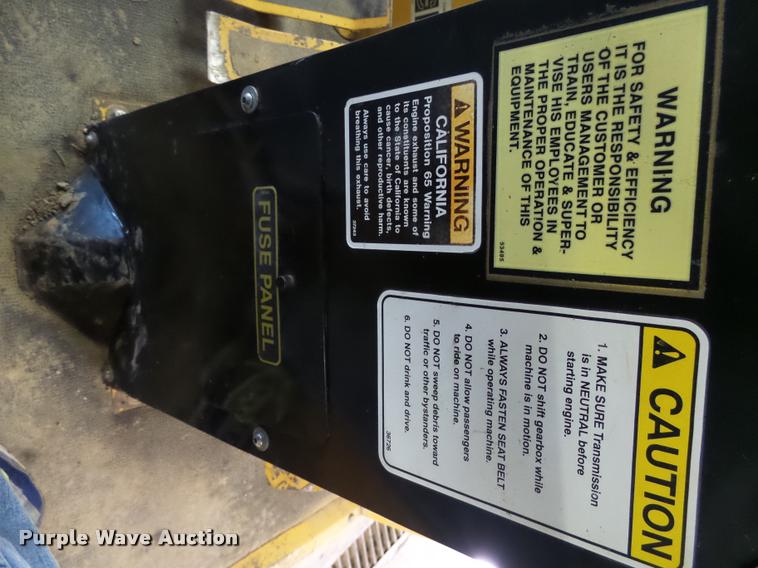 WARNING
FOR SAFETY & EFFICIENCY
IT IS THE RESPONSIBILITY
OF THE CUSTOMER OR
USERS MANAGEMENT TO
TRAIN, EDUCATE & SUPER-
VISE HIS EMPLOYEES IN
THE PROPER OPERATION &
MAINTENANCE OF THIS
EQUIPMENT.
53495
WARNING
CALIFORNIA
Proposition 65 Warning
Engine exhaust and some of
its constituents are known
to the State of California to
cause cancer, birth defects,
and other reproductive harm.
Always use care to avoid
breathing this exhaust.
CAUTION
1. MAKE SURE Transmission
is in NEUTRAL before
starting engine.
2. DO NOT shift gearbox while
machine is in motion.
3. ALWAYS FASTEN SEAT BELT
while operating machine.
4. DO NOT allow passengers
to ride on machine.
5. DO NOT sweep debris toward
traffic or other bystanders.
6. DO NOT drink and drive.
36726
FUSE PANEL
Purple Wave Auction